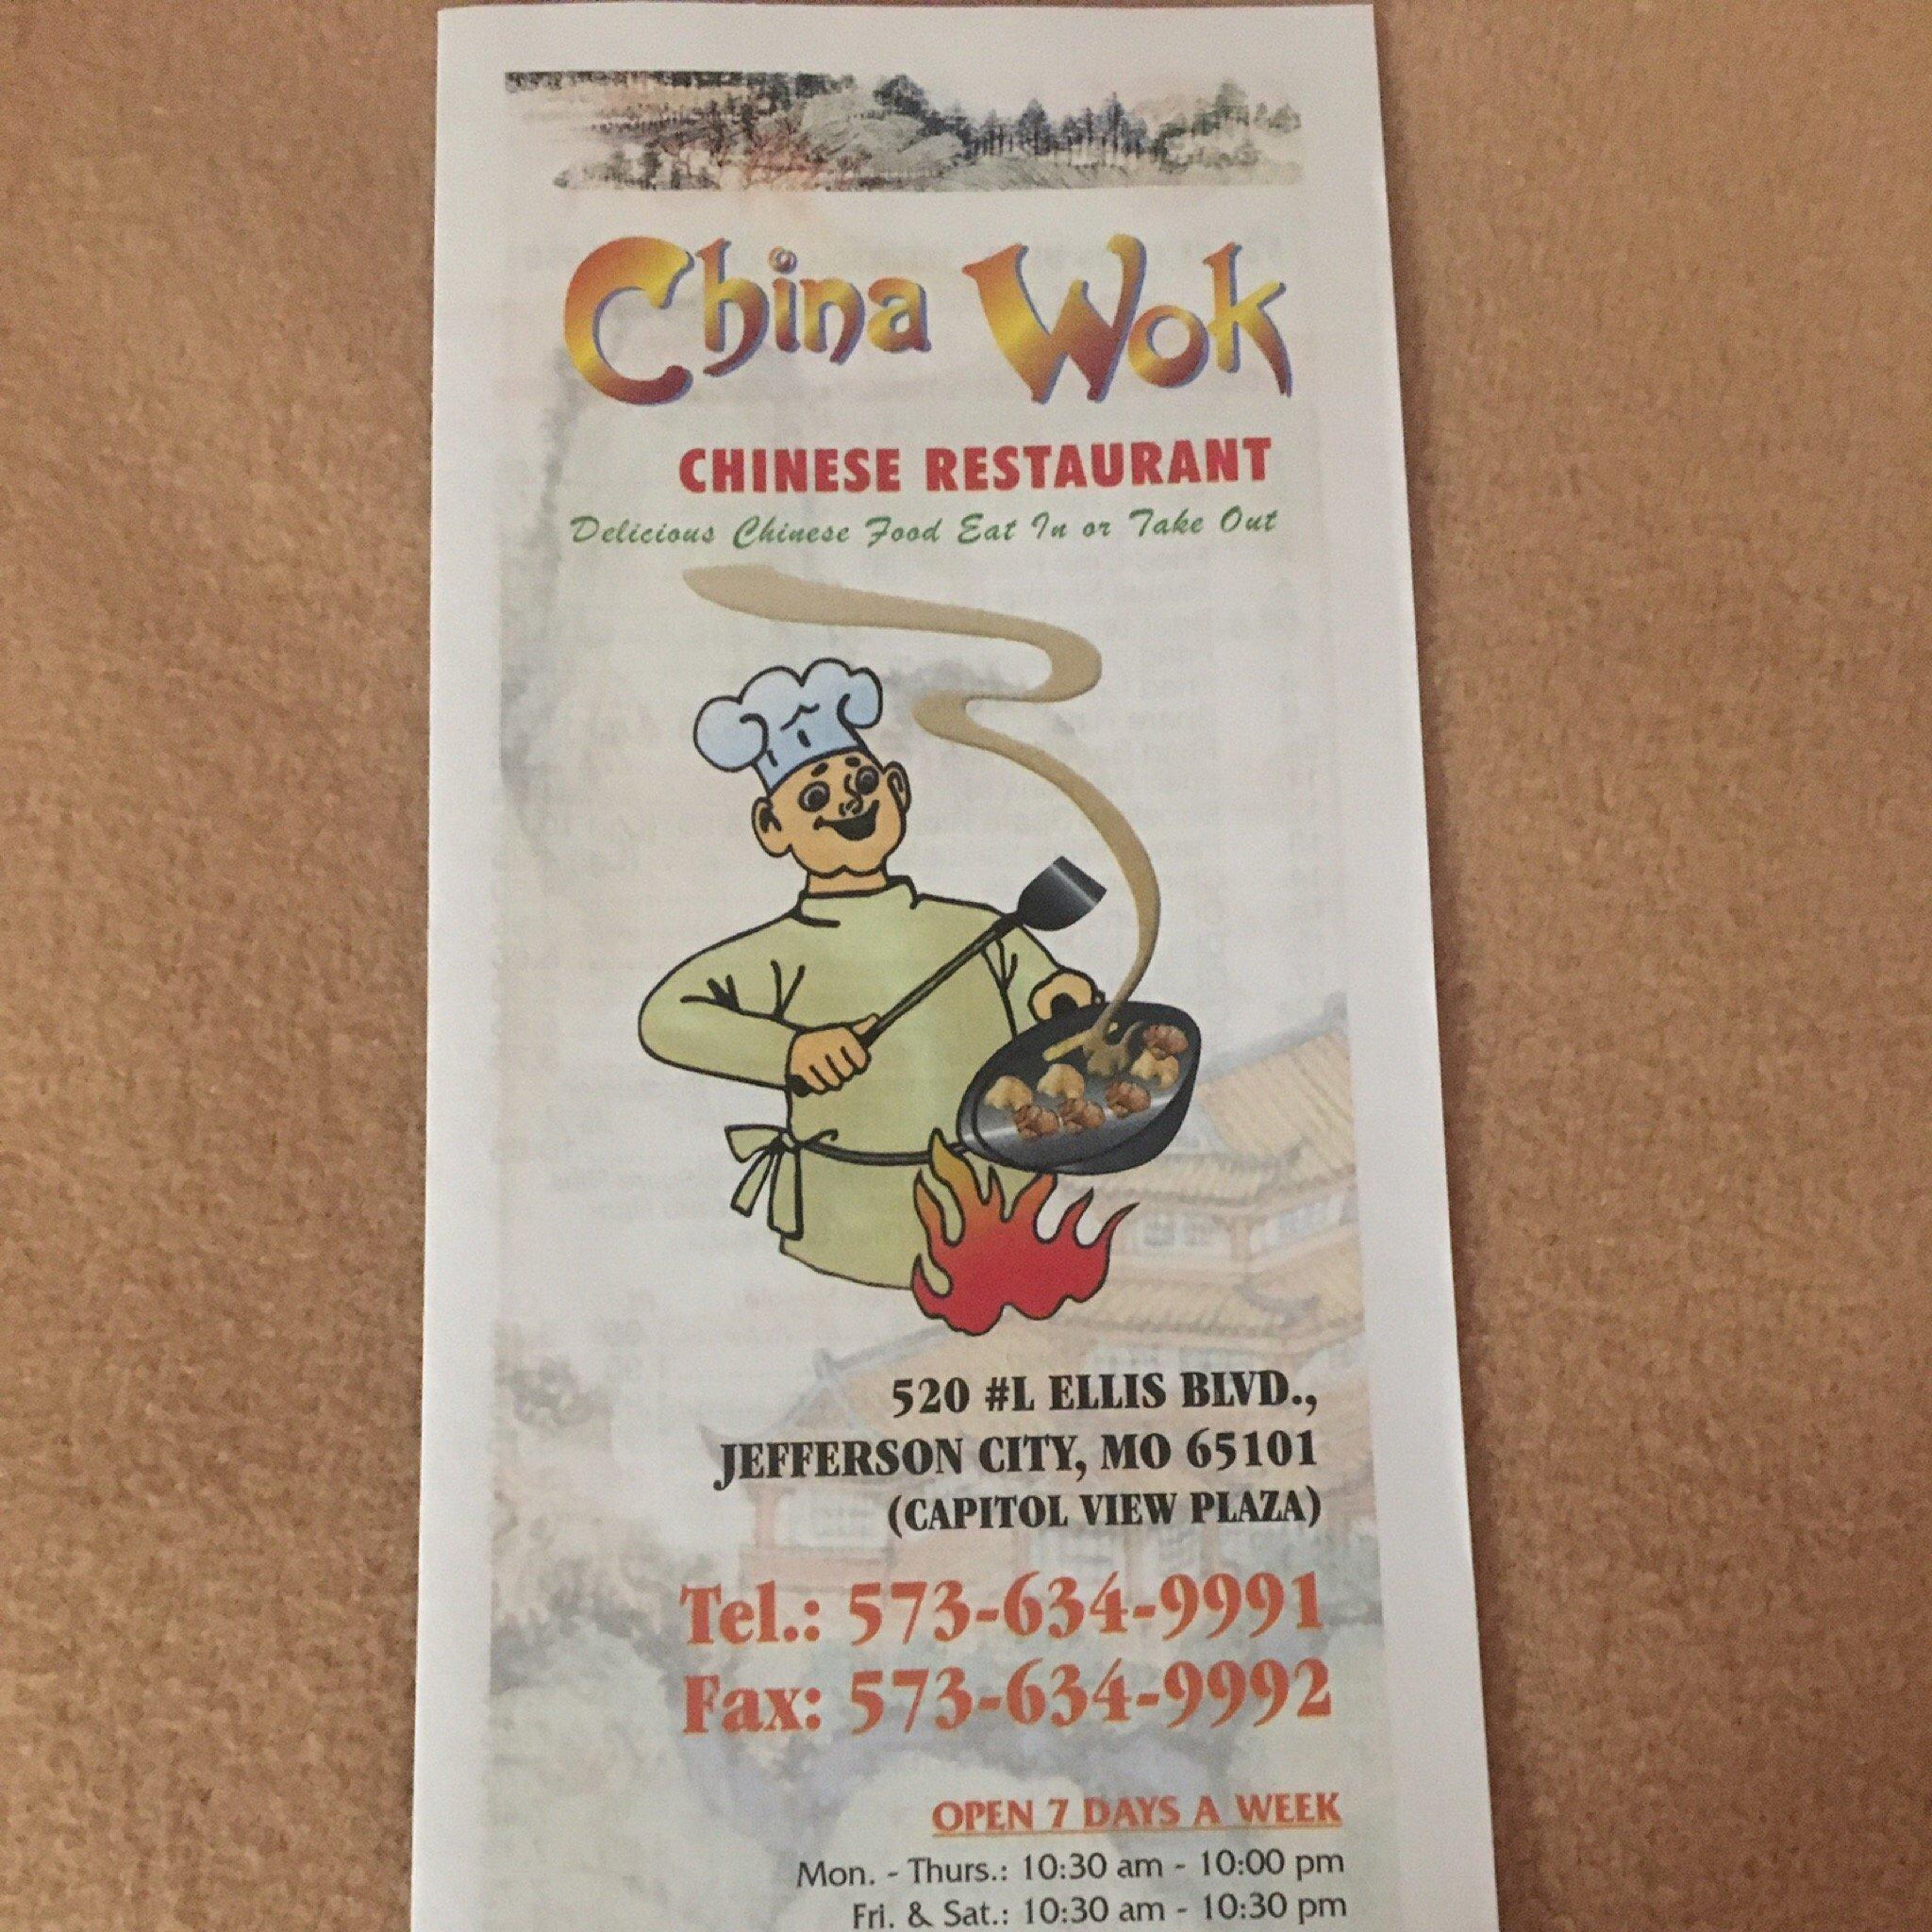 China Wok
CHINESE RESTAURANT
Delicious Chinese Food Eat In or Take Out
520 #L ELLIS BLVD.,
JEFFERSON CITY, MO 65101
(CAPITOL VIEW PLAZA)
Tel.: 573-634-9991
Fax: 573-634-9992
OPEN 7 DAYS A WEEK
Mon. - Thurs.: 10:30 am - 10:00 pm
Fri. & Sat.: 10:30 am - 10:30 pm